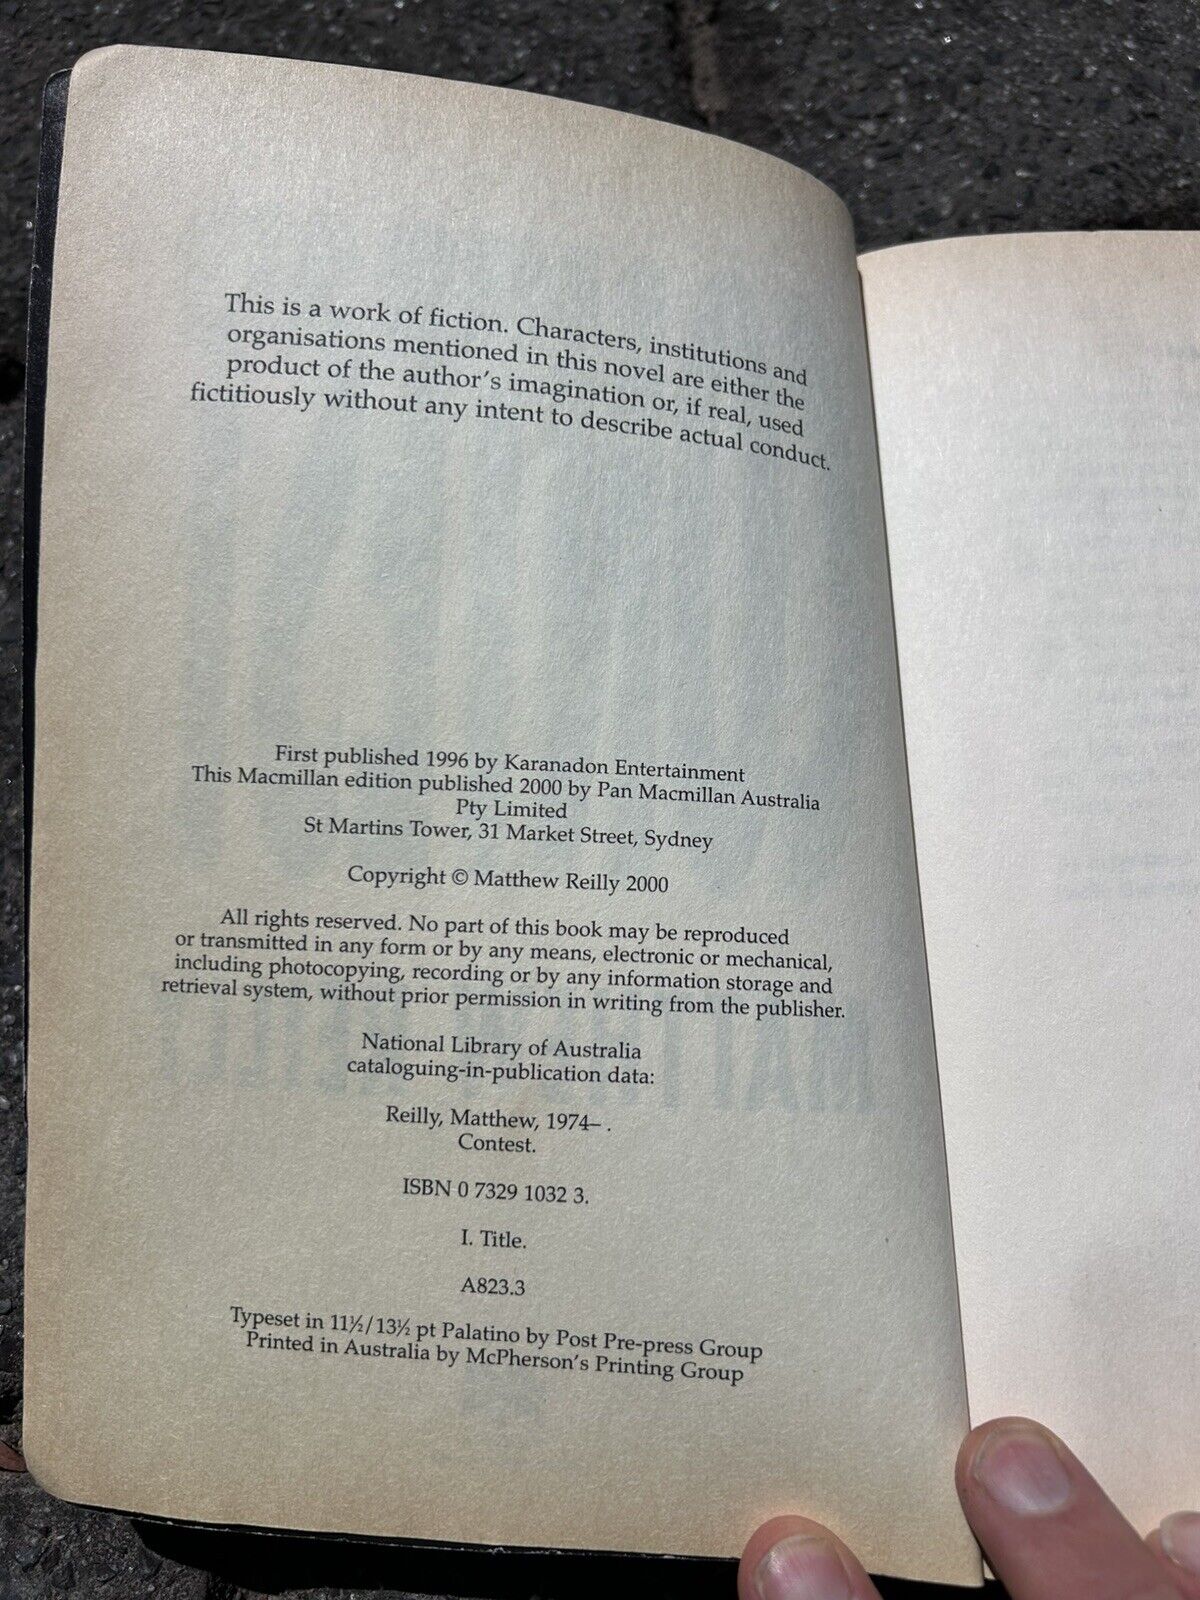 This is a work of fiction. Characters, institutions and
organisations mentioned in this novel are either the
product of the author's imagination or, if real, used
fictitiously without any intent to describe actual conduct.
First published 1996 by Karanadon Entertainment
This Macmillan edition published 2000 by Pan Macmillan Australia
Pty Limited
St Martins Tower, 31 Market Street, Sydney
Copyright © Matthew Reilly 2000
All rights reserved. No part of this book may be reproduced
or transmitted in any form or by any means, electronic or mechanical,
including photocopying, recording or by any information storage and
retrieval system, without prior permission in writing from the publisher.
National Library of Australia
cataloguing-in-publication data:
Reilly, Matthew, 1974– .
Contest.
ISBN 0 7329 1032 3.
I. Title.
A823.3
Typeset in 11½/13½ pt Palatino by Post Pre-press Group
Printed in Australia by McPherson's Printing Group